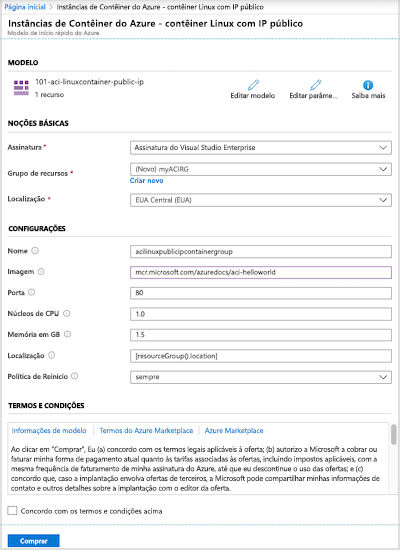 Página inicial > Instâncias de Contêiner do Azure - contêiner Linux com IP público
Instâncias de Contêiner do Azure - contêiner Linux com IP público
Modelo de início rápido do Azure
MODELO
101-aci-linuxcontainer-public-ip
1 recurso
Editar modelo
Editar parâme...
Saiba mais
NOÇÕES BÁSICAS
Assinatura *
Assinatura do Visual Studio Enterprise
Grupo de recursos *
(Novo) myACIRG
Criar novo
Localização *
EUA Central (EUA)
CONFIGURAÇÕES
Nome
acilinuxpublicipcontainergroup
Imagem
mcr.microsoft.com/azuredocs/aci-helloworld
Porta
80
Núcleos de CPU
1.0
Memória em GB
1.5
Localização
[resourceGroup().location]
Política de Reinício
sempre
TERMOS E CONDIÇÕES
Informações de modelo | Termos do Azure Marketplace | Azure Marketplace
Ao clicar em "Comprar", Eu (a) concordo com os termos legais aplicáveis à oferta; (b) autorizo a Microsoft a cobrar ou
faturar minha forma de pagamento atual quanto às tarifas associadas às ofertas, incluindo impostos aplicáveis, com a
mesma frequência de faturamento de minha assinatura do Azure, até que eu descontinue o uso das ofertas; e (c)
concordo que, caso a implantação envolva ofertas de terceiros, a Microsoft pode compartilhar minhas informações de
contato e outros detalhes sobre a implantação com o editor da oferta.
Concordo com os termos e condições acima
Comprar